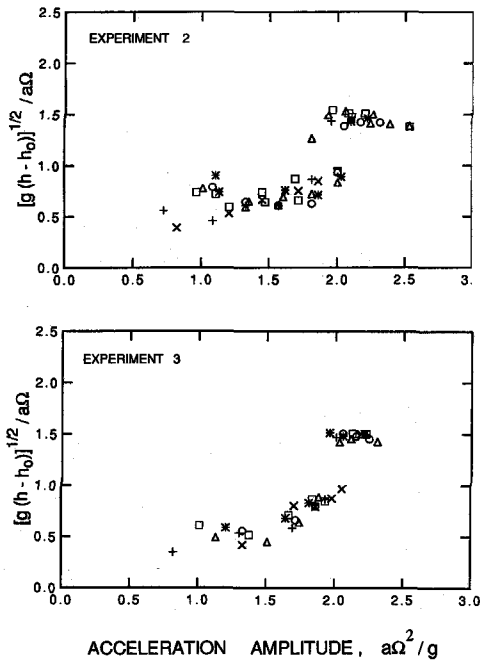 2.5
EXPERIMENT 2
2.0
1.5
1.0
0.5
0.0
[g (h - h₀)]^1/2 / aΩ
0.0 0.5 1.0 1.5 2.0 2.5 3.
2.5
EXPERIMENT 3
2.0
1.5
1.0
0.5
0.0
[g (h - h₀)]^1/2 / aΩ
0.0 0.5 1.0 1.5 2.0 2.5 3.0
ACCELERATION AMPLITUDE, aΩ²/g